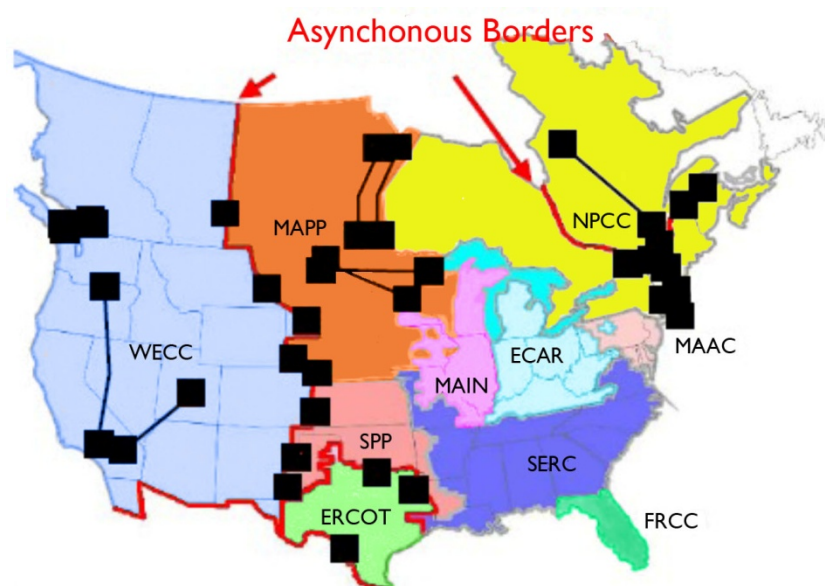 Asynchonous Borders
NPCC
MAPP
MAAC
WECC
ECAR
MAIN
SPP
SERC
ERCOT
FRCC